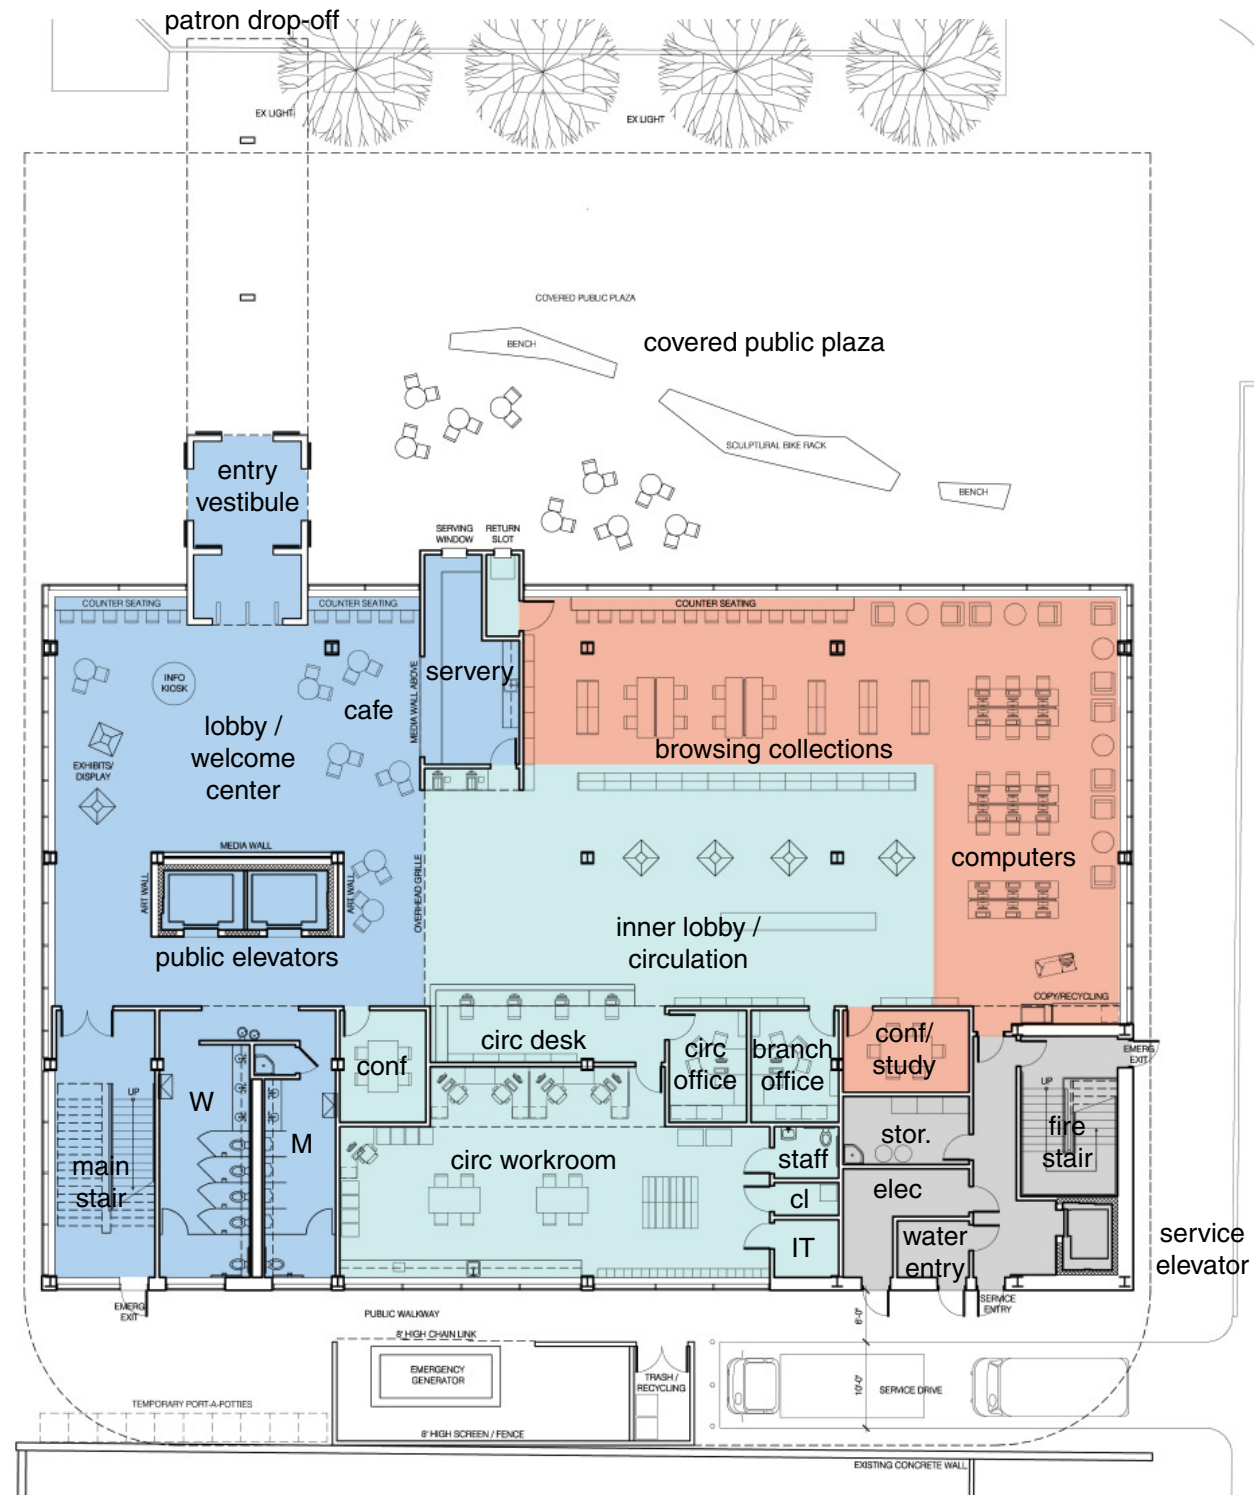 patron drop-off
EX LIGHT
EX LIGHT
COVERED PUBLIC PLAZA
covered public plaza
BENCH
SCULPTURAL BIKE RACK
BENCH
entry
vestibule
SERVING
WINDOW
RETURN
SLOT
COUNTER SEATING
COUNTER SEATING
COUNTER SEATING
INFO
KIOSK
servery
MEDIA WALL ABOVE
cafe
lobby /
welcome
center
EXHIBITS/
DISPLAY
browsing collections
MEDIA WALL
ART WALL
ART WALL
OVERHEAD GRILLE
computers
public elevators
inner lobby /
circulation
COPY/RECYCLING
circ desk
circ
office
branch
office
conf/
study
EMERG
EXIT
conf
UP
UP
W
M
main
stair
circ workroom
staff
stor.
fire
stair
cl
elec
IT
water
entry
service
elevator
EMERG
EXIT
SERVICE
ENTRY
PUBLIC WALKWAY
6'-0"
8' HIGH CHAIN LINK
EMERGENCY
GENERATOR
TRASH /
RECYCLING
10'-0"
SERVICE DRIVE
TEMPORARY PORT-A-POTTIES
8' HIGH SCREEN / FENCE
EXISTING CONCRETE WALL